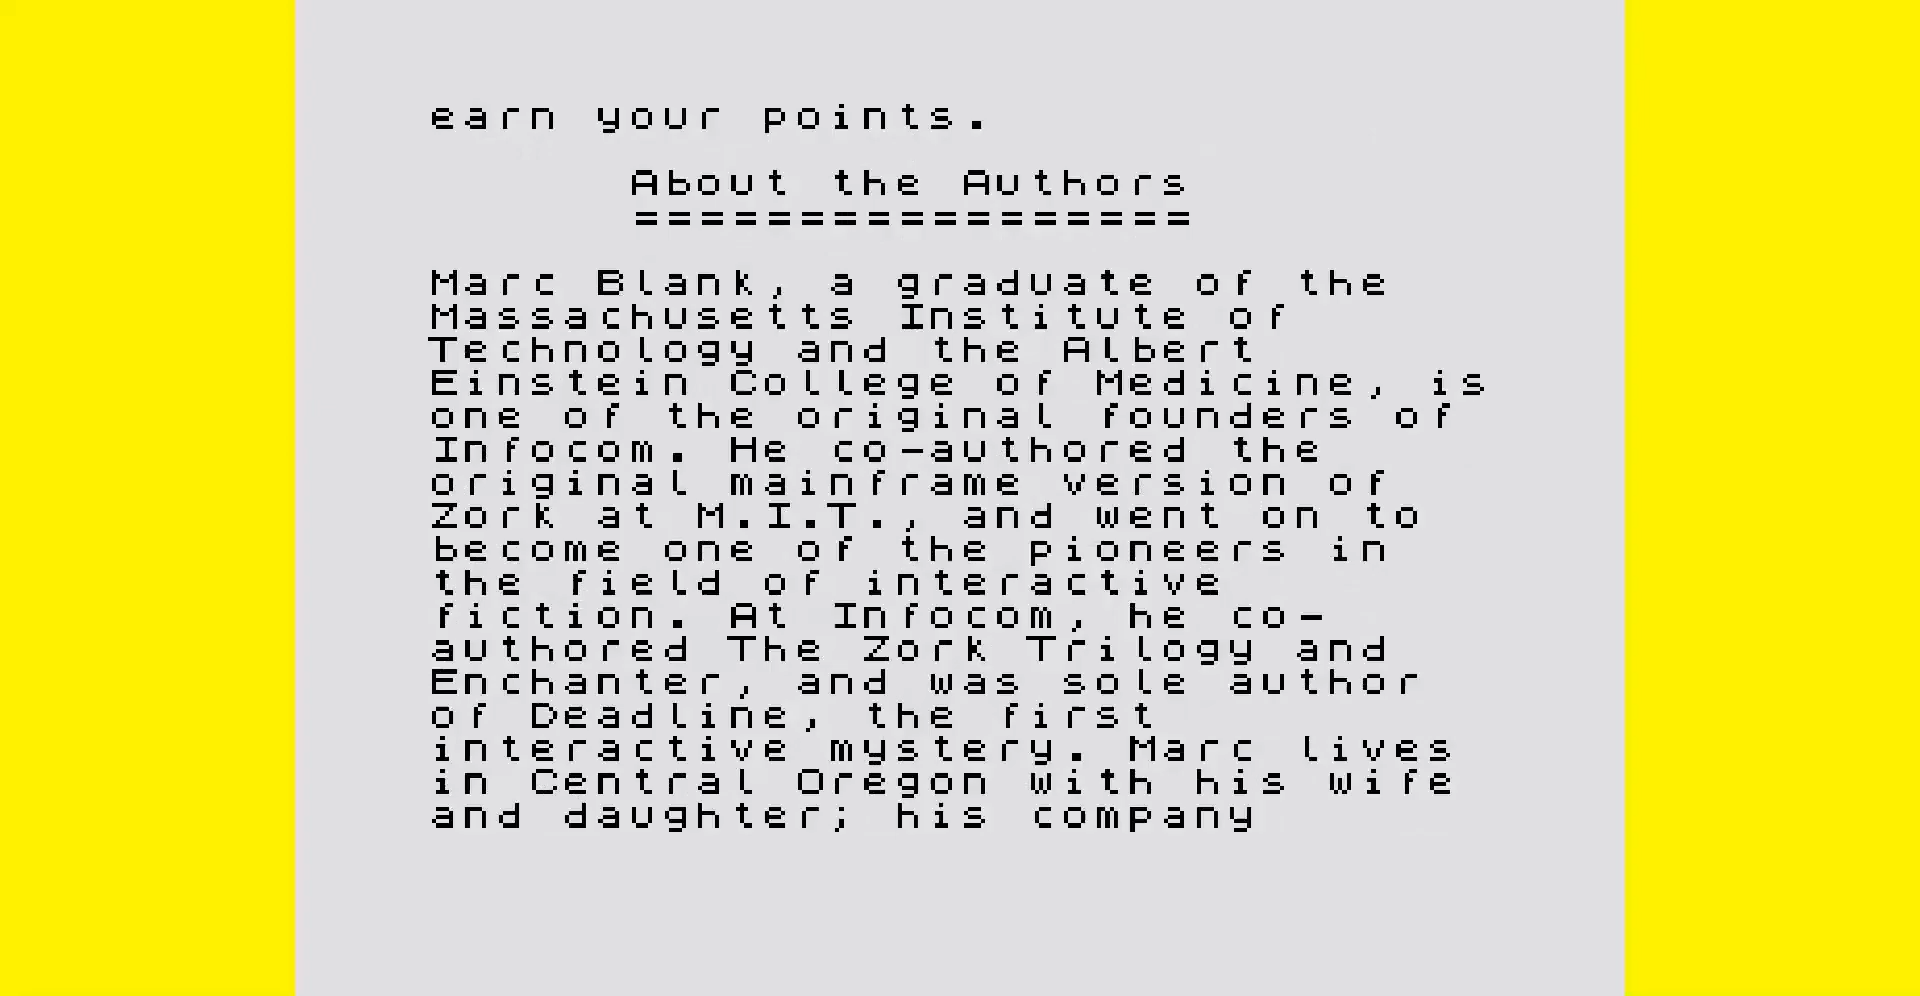 earn your points.
About the Authors
=================
Marc Blank, a graduate of the
Massachusetts Institute of
Technology and the Albert
Einstein College of Medicine, is
one of the original founders of
Infocom. He co-authored the
original mainframe version of
Zork at M.I.T., and went on to
become one of the pioneers in
the field of interactive
fiction. At Infocom, he co-
authored The Zork Trilogy and
Enchanter, and was sole author
of Deadline, the first
interactive mystery. Marc lives
in Central Oregon with his wife
and daughter; his company